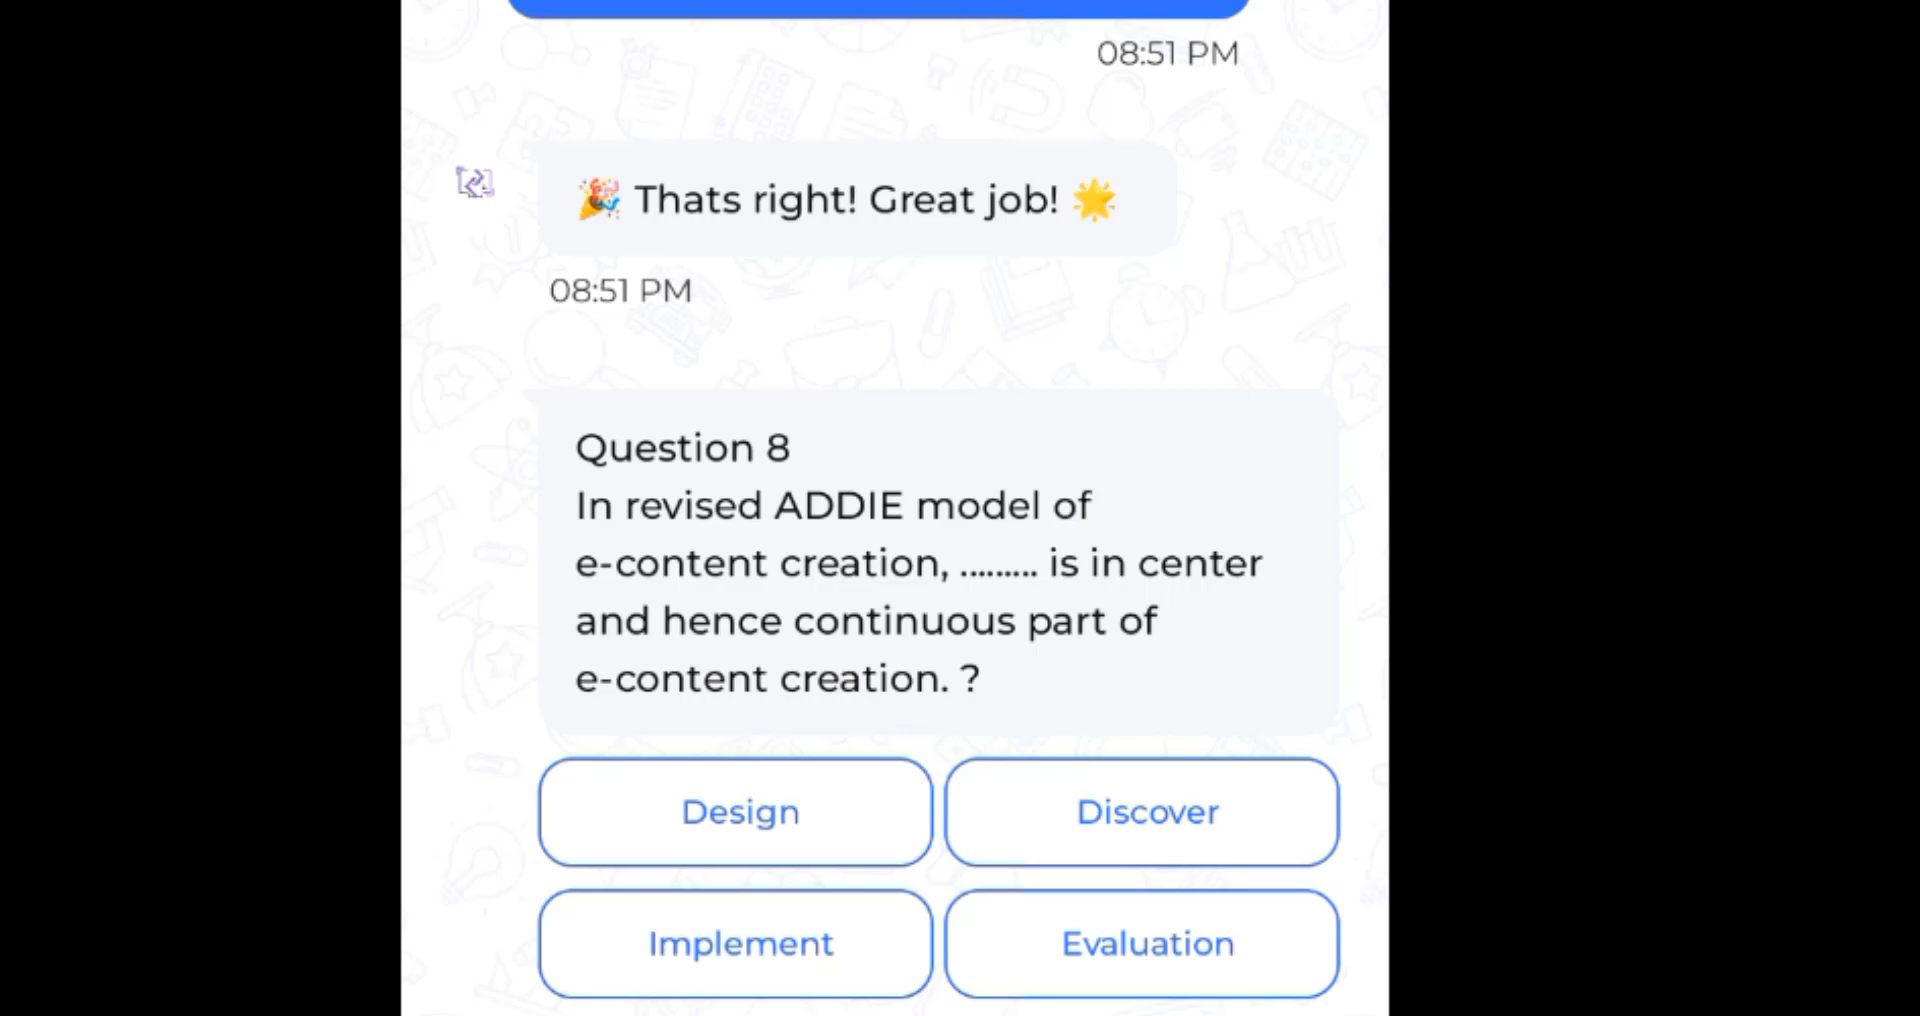 08:51 PM
🎉 Thats right! Great job! 🌟
08:51 PM
Question 8
In revised ADDIE model of
e-content creation, ......... is in center
and hence continuous part of
e-content creation. ?
Design
Discover
Implement
Evaluation